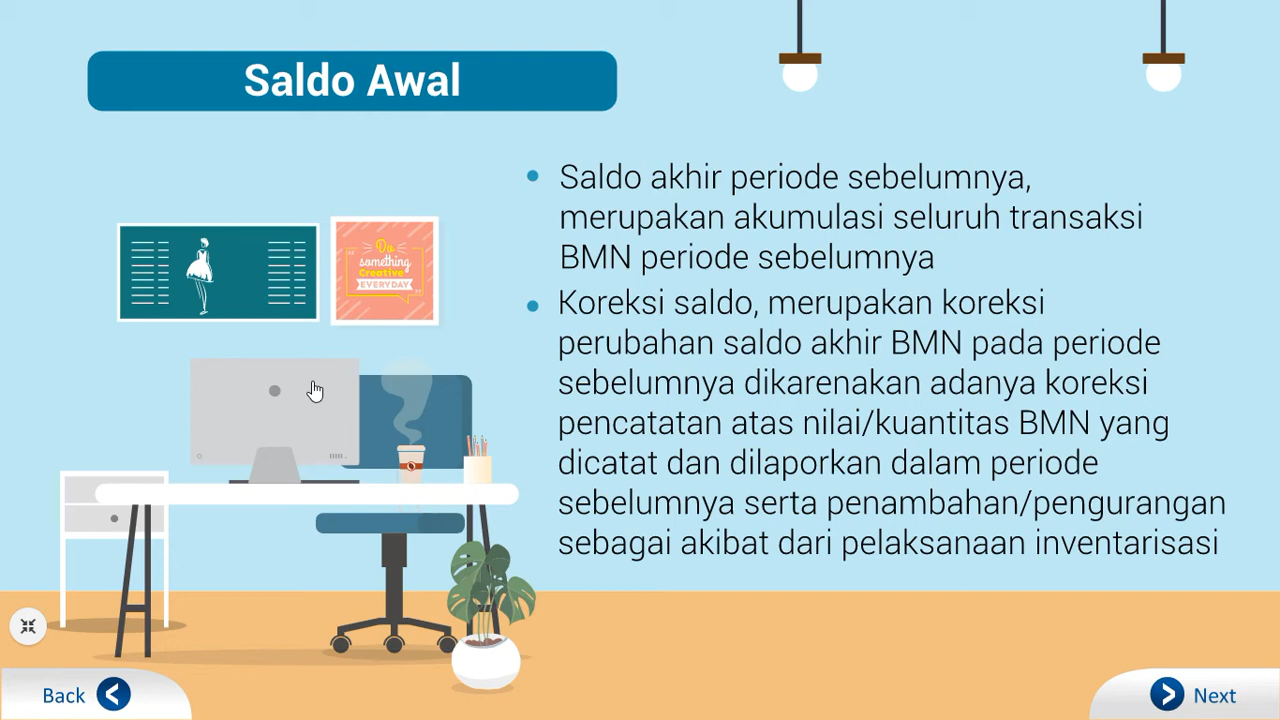 Saldo Awal
Saldo akhir periode sebelumnya,
merupakan akumulasi seluruh transaksi
BMN periode sebelumnya
Koreksi saldo, merupakan koreksi
perubahan saldo akhir BMN pada periode
sebelumnya dikarenakan adanya koreksi
pencatatan atas nilai/kuantitas BMN yang
dicatat dan dilaporkan dalam periode
sebelumnya serta penambahan/pengurangan
sebagai akibat dari pelaksanaan inventarisasi
Do
something
Creative
EVERYDAY
Back
Next